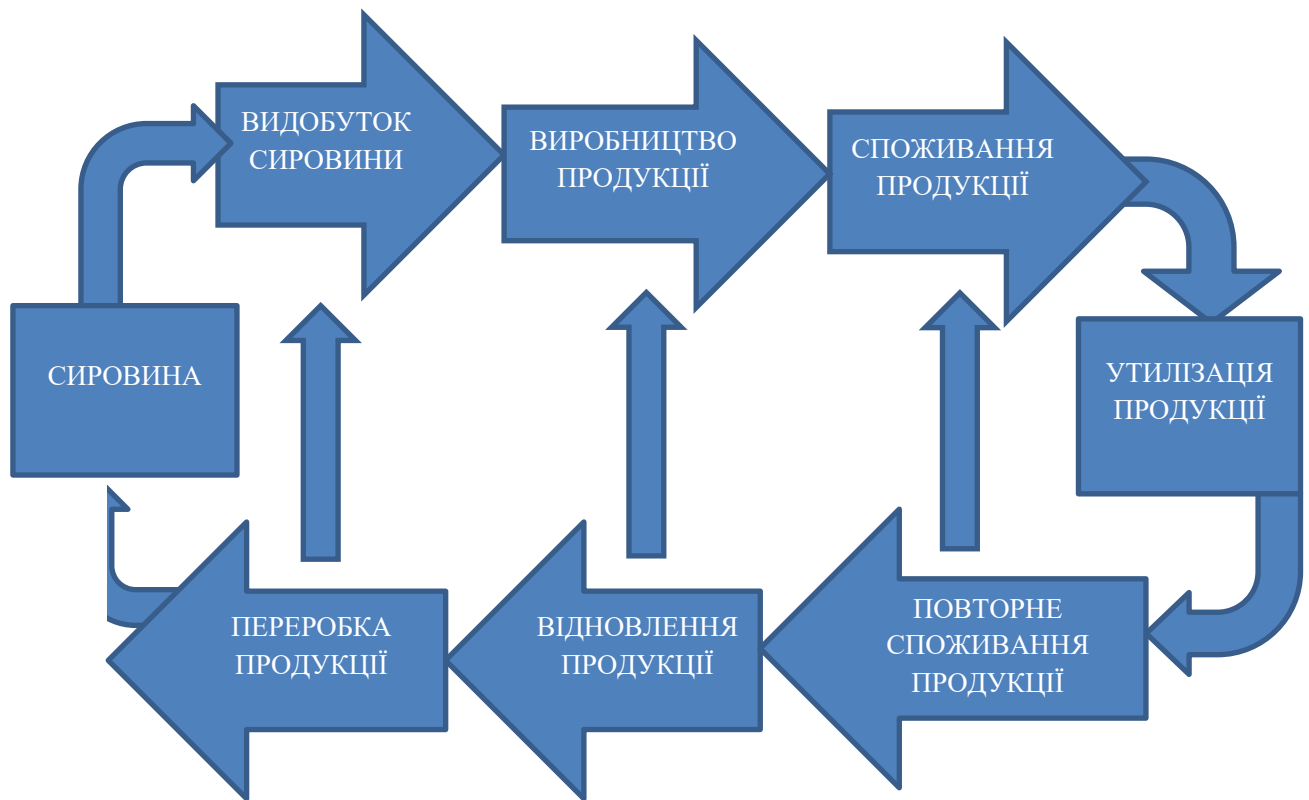 ВИДОБУТОК
СИРОВИНИ
ВИРОБНИЦТВО
ПРОДУКЦІЇ
СПОЖИВАННЯ
ПРОДУКЦІЇ
СИРОВИНА
УТИЛІЗАЦІЯ
ПРОДУКЦІЇ
ПЕРЕРОБКА
ПРОДУКЦІЇ
ВІДНОВЛЕННЯ
ПРОДУКЦІЇ
ПОВТОРНЕ
СПОЖИВАННЯ
ПРОДУКЦІЇ